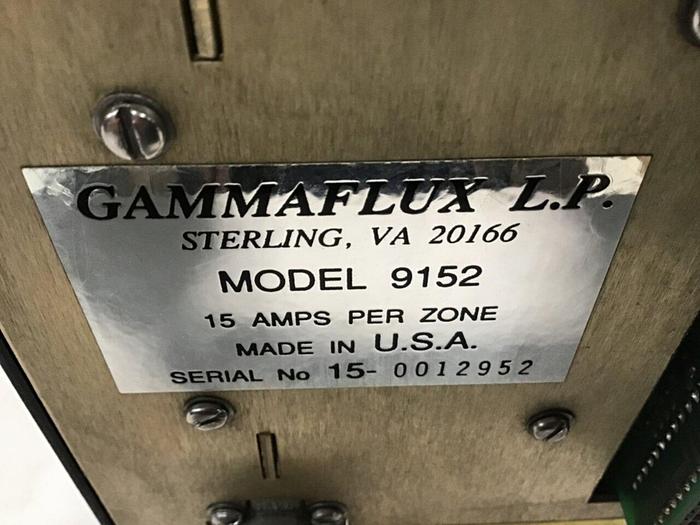 GAMMAFLUX L.P.
STERLING, VA 20166
MODEL 9152
15 AMPS PER ZONE
MADE IN U.S.A.
SERIAL No 15- 0012952